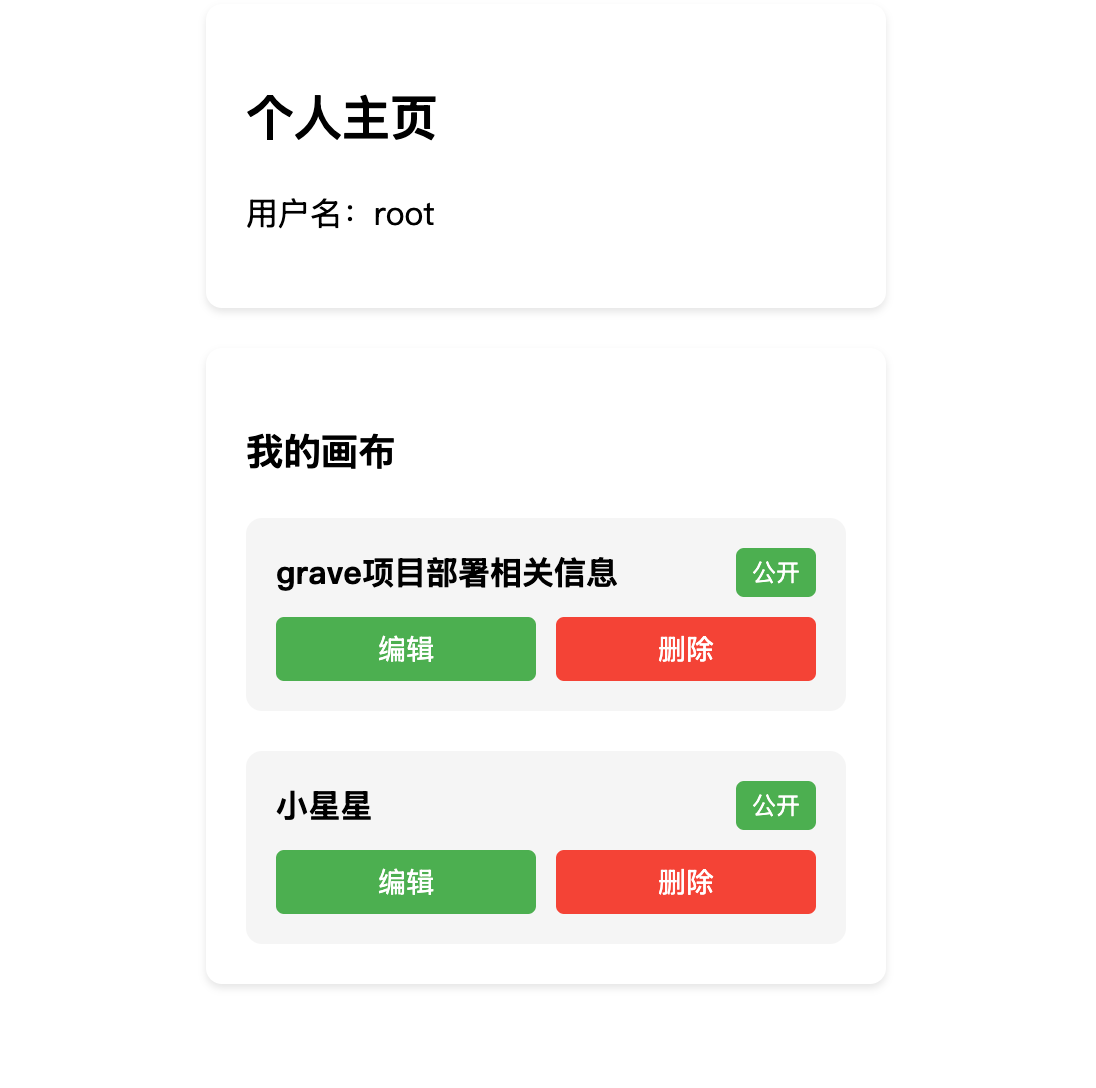 个人主页
用户名：root
我的画布
grave项目部署相关信息
公开
编辑
删除
小星星
公开
编辑
删除